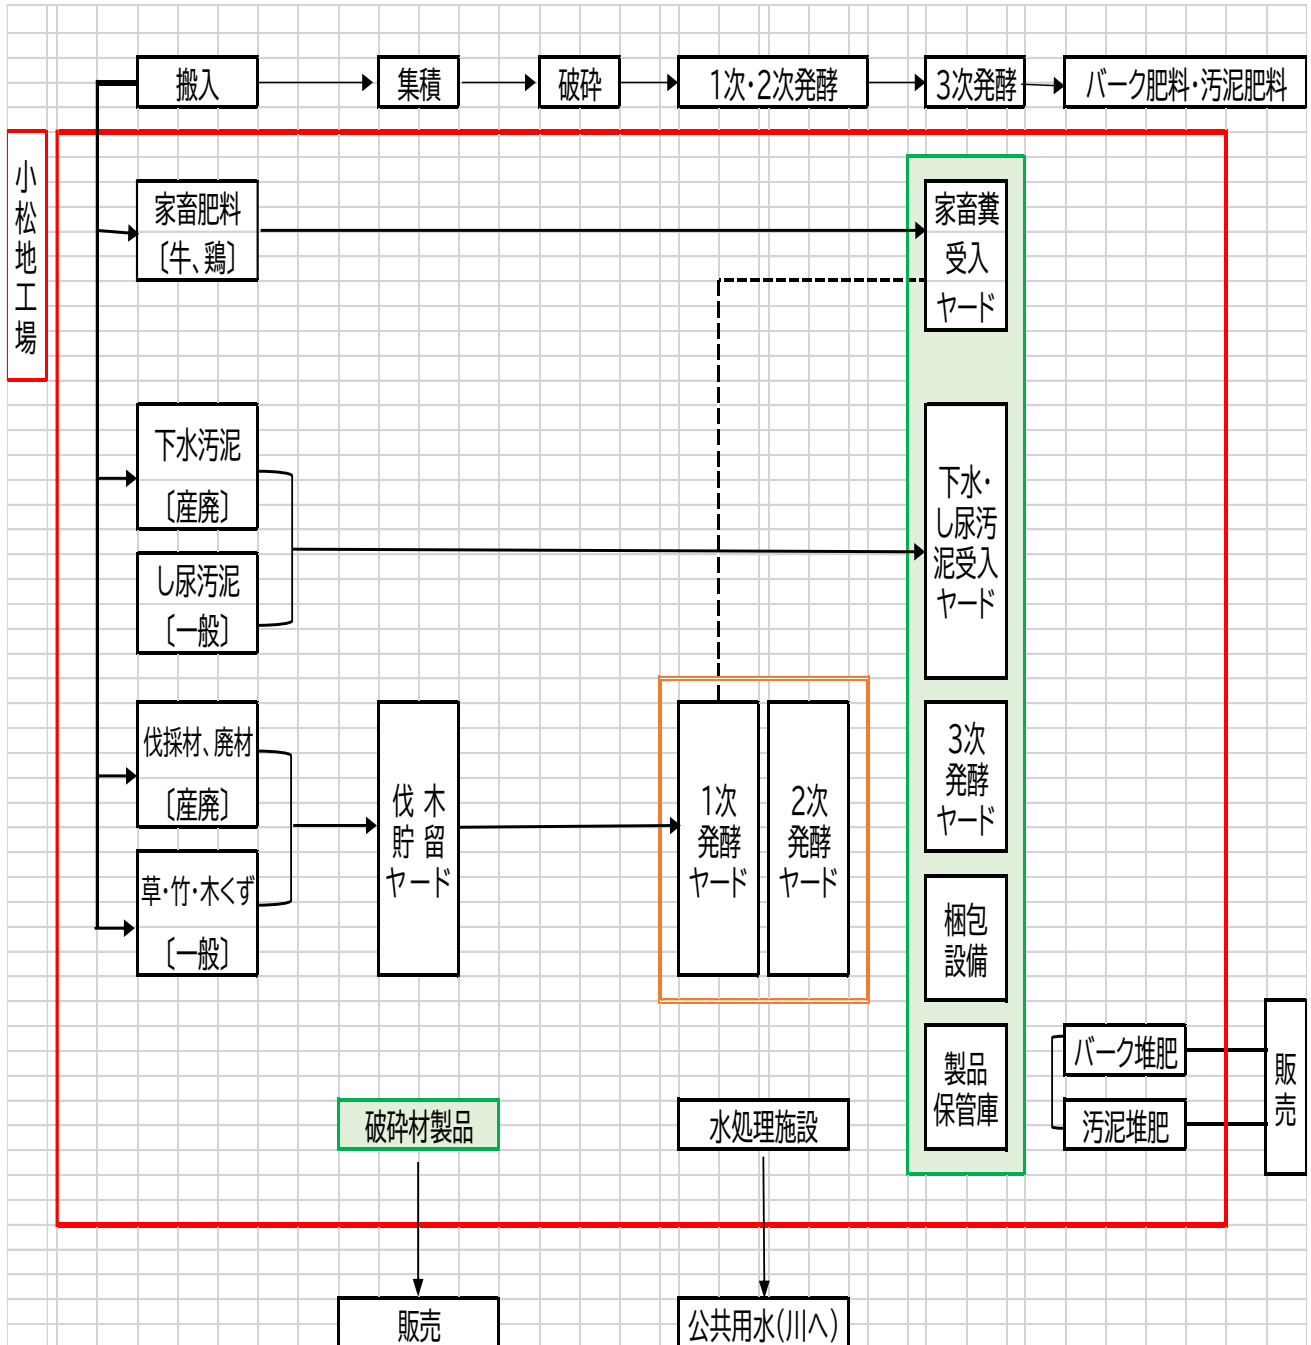 搬入
集積
破砕
1次・2次発酵
3次発酵
バーク肥料・汚泥肥料
小松地工場
家畜肥料
〔牛、鶏〕
家畜糞
受入
ヤード
下水汚泥
〔産廃〕
し尿汚泥
〔一般〕
下水・
し尿汚
泥受入
ヤード
伐採材、廃材
〔産廃〕
草・竹・木くず
〔一般〕
伐木
貯留
ヤード
1次
発酵
ヤード
2次
発酵
ヤード
3次
発酵
ヤード
梱包
設備
製品
保管庫
バーク堆肥
汚泥堆肥
販売
破砕材製品
水処理施設
販売
公共用水(川へ)